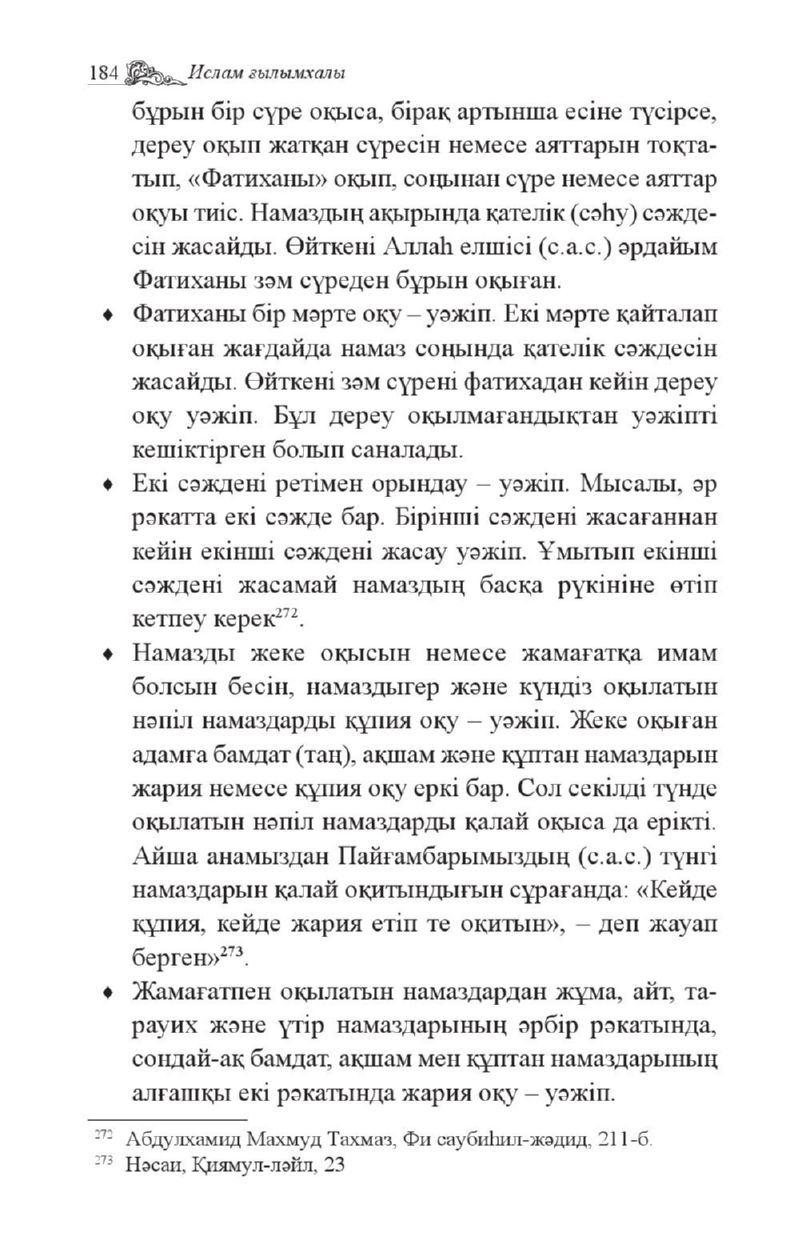 184 Ислам ғылымхалы
бұрын бір сүре оқыса, бірақ артынша есіне түсірсе,
дереу оқып жатқан сүресін немесе аяттарын тоқта-
тып, «Фатиханы» оқып, соңынан сүре немесе аяттар
оқуы тиіс. Намаздың ақырында қателік (сәһу) сәжде-
сін жасайды. Өйткені Аллаһ елшісі (с.а.с.) әрдайым
Фатиханы зәм сүреден бұрын оқыған.
♦ Фатиханы бір мәрте оқу – уәжіп. Екі мәрте қайталап
оқыған жағдайда намаз соңында қателік сәждесін
жасайды. Өйткені зәм сүрені фатихадан кейін дереу
оқу уәжіп. Бұл дереу оқылмағандықтан уәжіпті
кешіктірген болып саналады.
♦ Екі сәждені ретімен орындау – уәжіп. Мысалы, әр
рәкатта екі сәжде бар. Бірінші сәждені жасағаннан
кейін екінші сәждені жасау уәжіп. Ұмытып екінші
сәждені жасамай намаздың басқа рүкініне өтіп
кетпеу керек²⁷².
♦ Намазды жеке оқысын немесе жамағатқа имам
болсын бесін, намаздыгер және күндіз оқылатын
нәпіл намаздарды құпия оқу – уәжіп. Жеке оқыған
адамға бамдат (таң), ақшам және құптан намаздарын
жария немесе құпия оқу еркі бар. Сол секілді түнде
оқылатын нәпіл намаздарды қалай оқыса да ерікті.
Айша анамыздан Пайғамбарымыздың (с.а.с.) түнгі
намаздарын қалай оқитындығын сұрағанда: «Кейде
құпия, кейде жария етіп те оқитын», – деп жауап
берген»²⁷³.
♦ Жамағатпен оқылатын намаздардан жұма, айт, та-
рауих және үтір намаздарының әрбір рәкатында,
сондай-ақ бамдат, ақшам мен құптан намаздарының
алғашқы екі рәкатында жария оқу – уәжіп.
²⁷² Абдулхамид Махмуд Тахмаз, Фи саубиһил-жәдид, 211-б.
²⁷³ Нәсаи, Қиямул-ләйл, 23